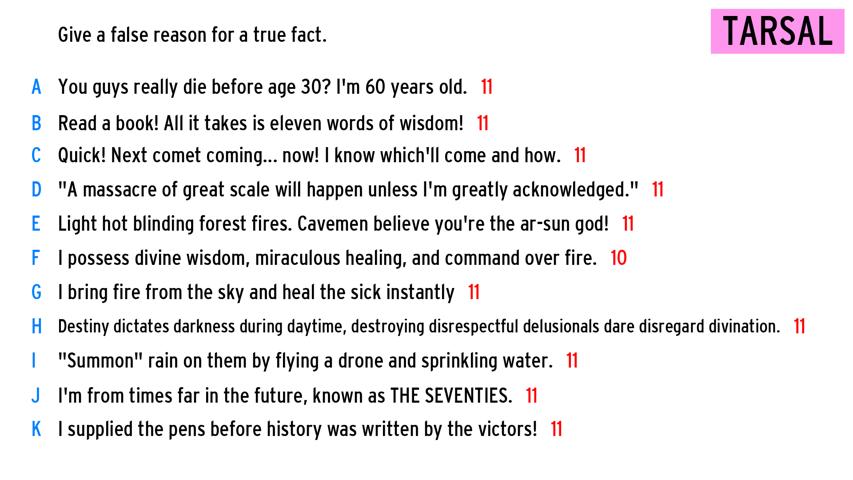 Give a false reason for a true fact.
TARSAL
A You guys really die before age 30? I'm 60 years old. 11
B Read a book! All it takes is eleven words of wisdom! 11
C Quick! Next comet coming... now! I know which'll come and how. 11
D "A massacre of great scale will happen unless I'm greatly acknowledged." 11
E Light hot blinding forest fires. Cavemen believe you're the ar-sun god! 11
F I possess divine wisdom, miraculous healing, and command over fire. 10
G I bring fire from the sky and heal the sick instantly 11
H Destiny dictates darkness during daytime, destroying disrespectful delusionals dare disregard divination. 11
I "Summon" rain on them by flying a drone and sprinkling water. 11
J I'm from times far in the future, known as THE SEVENTIES. 11
K I supplied the pens before history was written by the victors! 11